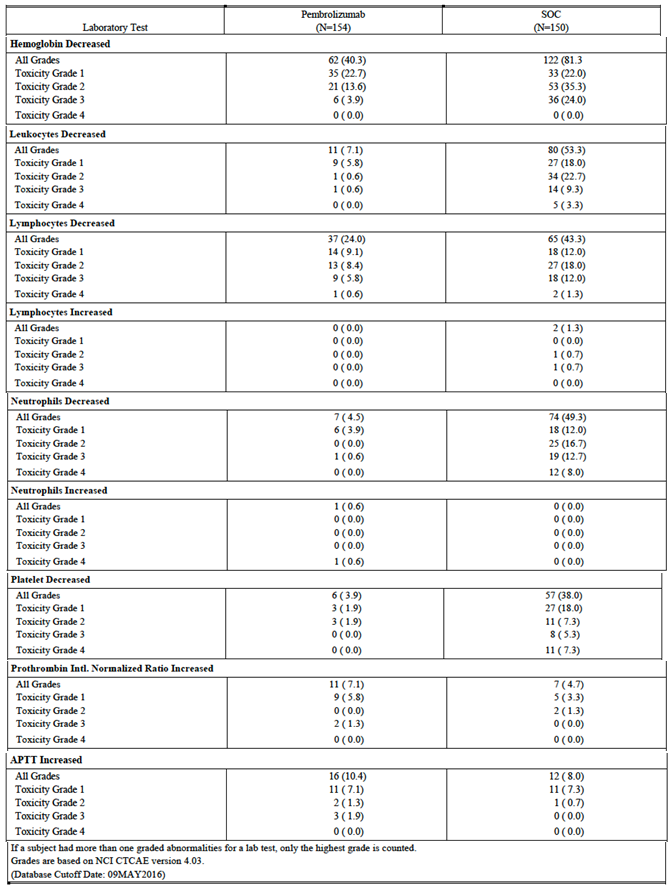 Laboratory Test Pembrolizumab (N=154) SOC (N=150)
Hemoglobin Decreased
All Grades 62 (40.3) 122 (81.3
Toxicity Grade 1 35 (22.7) 33 (22.0)
Toxicity Grade 2 21 (13.6) 53 (35.3)
Toxicity Grade 3 6 ( 3.9) 36 (24.0)
Toxicity Grade 4 0 ( 0.0) 0 ( 0.0)
Leukocytes Decreased
All Grades 11 ( 7.1) 80 (53.3)
Toxicity Grade 1 9 ( 5.8) 27 (18.0)
Toxicity Grade 2 1 ( 0.6) 34 (22.7)
Toxicity Grade 3 1 ( 0.6) 14 ( 9.3)
Toxicity Grade 4 0 ( 0.0) 5 ( 3.3)
Lymphocytes Decreased
All Grades 37 (24.0) 65 (43.3)
Toxicity Grade 1 14 ( 9.1) 18 (12.0)
Toxicity Grade 2 13 ( 8.4) 27 (18.0)
Toxicity Grade 3 9 ( 5.8) 18 (12.0)
Toxicity Grade 4 1 ( 0.6) 2 ( 1.3)
Lymphocytes Increased
All Grades 0 ( 0.0) 2 ( 1.3)
Toxicity Grade 1 0 ( 0.0) 0 ( 0.0)
Toxicity Grade 2 0 ( 0.0) 1 ( 0.7)
Toxicity Grade 3 0 ( 0.0) 1 ( 0.7)
Toxicity Grade 4 0 ( 0.0) 0 ( 0.0)
Neutrophils Decreased
All Grades 7 ( 4.5) 74 (49.3)
Toxicity Grade 1 6 ( 3.9) 18 (12.0)
Toxicity Grade 2 0 ( 0.0) 25 (16.7)
Toxicity Grade 3 1 ( 0.6) 19 (12.7)
Toxicity Grade 4 0 ( 0.0) 12 ( 8.0)
Neutrophils Increased
All Grades 1 ( 0.6) 0 ( 0.0)
Toxicity Grade 1 0 ( 0.0) 0 ( 0.0)
Toxicity Grade 2 0 ( 0.0) 0 ( 0.0)
Toxicity Grade 3 0 ( 0.0) 0 ( 0.0)
Toxicity Grade 4 1 ( 0.6) 0 ( 0.0)
Platelet Decreased
All Grades 6 ( 3.9) 57 (38.0)
Toxicity Grade 1 3 ( 1.9) 27 (18.0)
Toxicity Grade 2 3 ( 1.9) 11 ( 7.3)
Toxicity Grade 3 0 ( 0.0) 8 ( 5.3)
Toxicity Grade 4 0 ( 0.0) 11 ( 7.3)
Prothrombin Intl. Normalized Ratio Increased
All Grades 11 ( 7.1) 7 ( 4.7)
Toxicity Grade 1 9 ( 5.8) 5 ( 3.3)
Toxicity Grade 2 0 ( 0.0) 2 ( 1.3)
Toxicity Grade 3 2 ( 1.3) 0 ( 0.0)
Toxicity Grade 4 0 ( 0.0) 0 ( 0.0)
APTT Increased
All Grades 16 (10.4) 12 ( 8.0)
Toxicity Grade 1 11 ( 7.1) 11 ( 7.3)
Toxicity Grade 2 2 ( 1.3) 1 ( 0.7)
Toxicity Grade 3 3 ( 1.9) 0 ( 0.0)
Toxicity Grade 4 0 ( 0.0) 0 ( 0.0)
If a subject had more than one graded abnormalities for a lab test, only the highest grade is counted.
Grades are based on NCI CTCAE version 4.03.
(Database Cutoff Date: 09MAY2016)